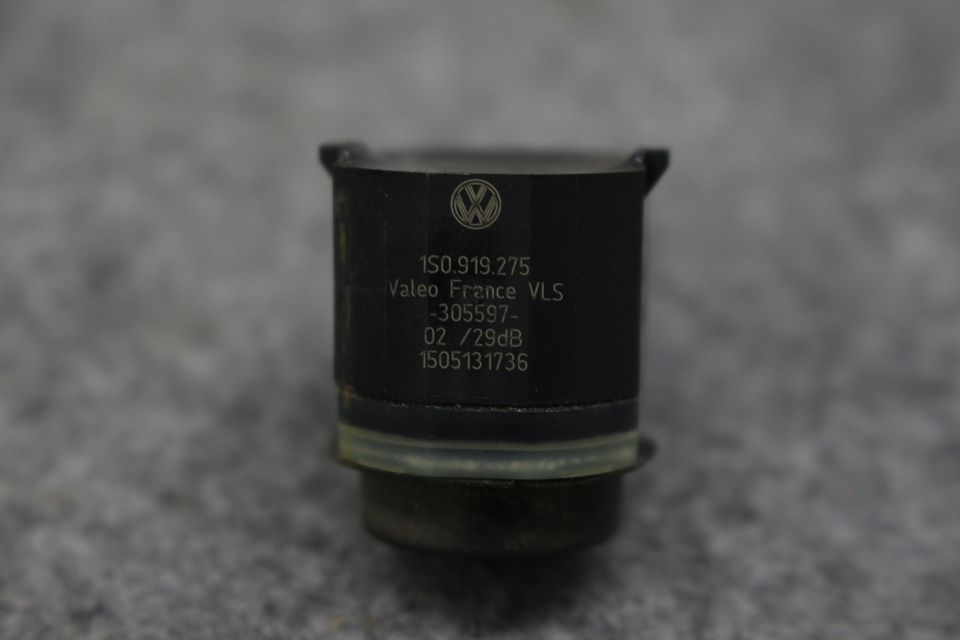 1S0.919.275
Valeo France VLS
-305597-
02 /29dB
1505131736